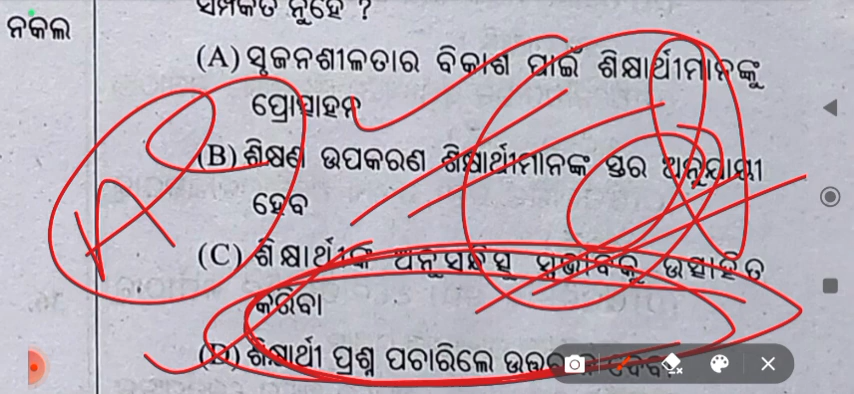 ନକଲ
ସମ୍ପର୍କିତ ନୁହେଁ ?
(A) ସୃଜନଶୀଳତାର ବିକାଶ ପାଇଁ ଶିକ୍ଷାର୍ଥୀମାନଙ୍କୁ
ପ୍ରୋତ୍ସାହନ
(B) ଶିକ୍ଷଣ ଉପକରଣ ଶିକ୍ଷାର୍ଥୀମାନଙ୍କ ସ୍ତର ଅନୁଯାୟୀ
ହେବ
(C) ଶିକ୍ଷାର୍ଥୀଙ୍କ ଅନୁସନ୍ଧିତ୍ସୁ ସ୍ୱଭାବକୁ ଉତ୍ସାହିତ
କରିବା
(D) ଶିକ୍ଷାର୍ଥୀ ପ୍ରଶ୍ନ ପଚାରିଲେ ଉତ୍ତର ଦେବା
A